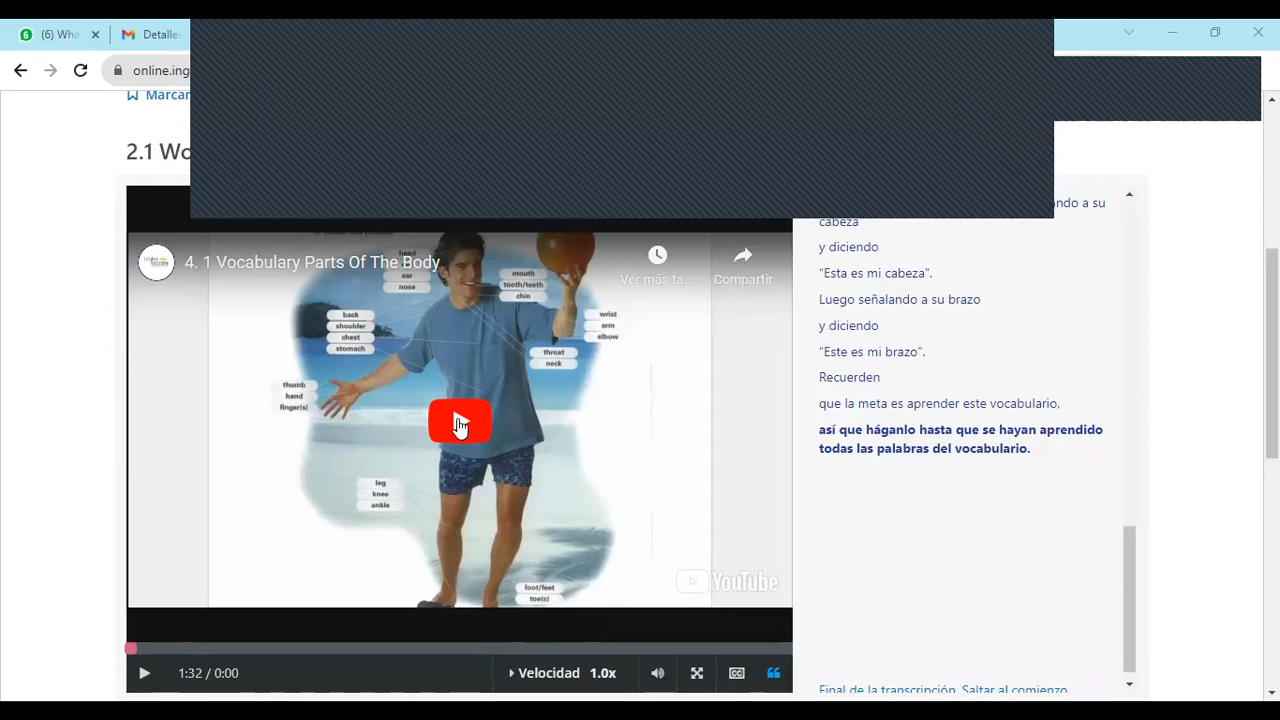 6 (6) Wha
Detalles
online.ing
Marcar
2.1 Wo
4. 1 Vocabulary Parts Of The Body
Ver más ta...
Compartir
head
ear
nose
mouth
tooth/teeth
chin
back
shoulder
chest
stomach
wrist
arm
elbow
throat
neck
thumb
hand
finger(s)
leg
knee
ankle
foot/feet
toe(s)
YouTube
1:32 / 0:00
Velocidad 1.0x
CC
ando a su
cabeza
y diciendo
“Esta es mi cabeza”.
Luego señalando a su brazo
y diciendo
“Este es mi brazo”.
Recuerden
que la meta es aprender este vocabulario,
así que háganlo hasta que se hayan aprendido
todas las palabras del vocabulario.
Final de la transcripción. Saltar al comienzo